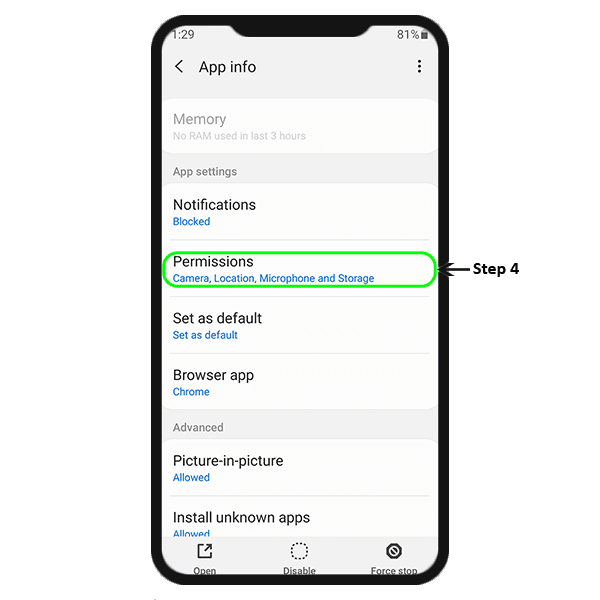 1:29 81%
App info
Memory
No RAM used in last 3 hours
App settings
Notifications
Blocked
Permissions
Camera, Location, Microphone and Storage
Step 4
Set as default
Set as default
Browser app
Chrome
Advanced
Picture-in-picture
Allowed
Install unknown apps
Allowed
Open Disable Force stop